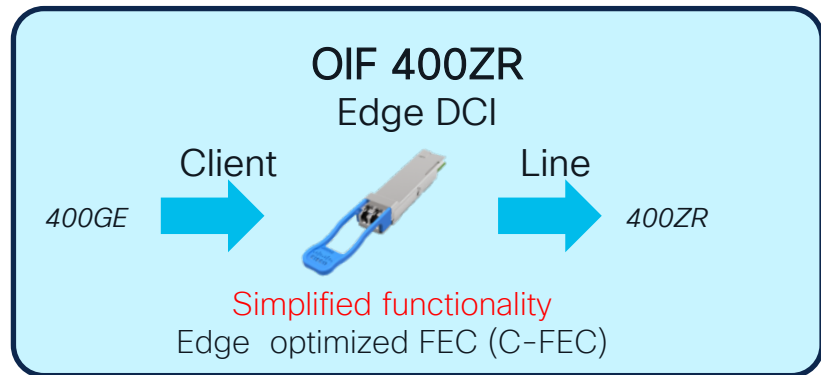 OIF 400ZR
Edge DCI
Client
Line
400GE
400ZR
Simplified functionality
Edge optimized FEC (C-FEC)